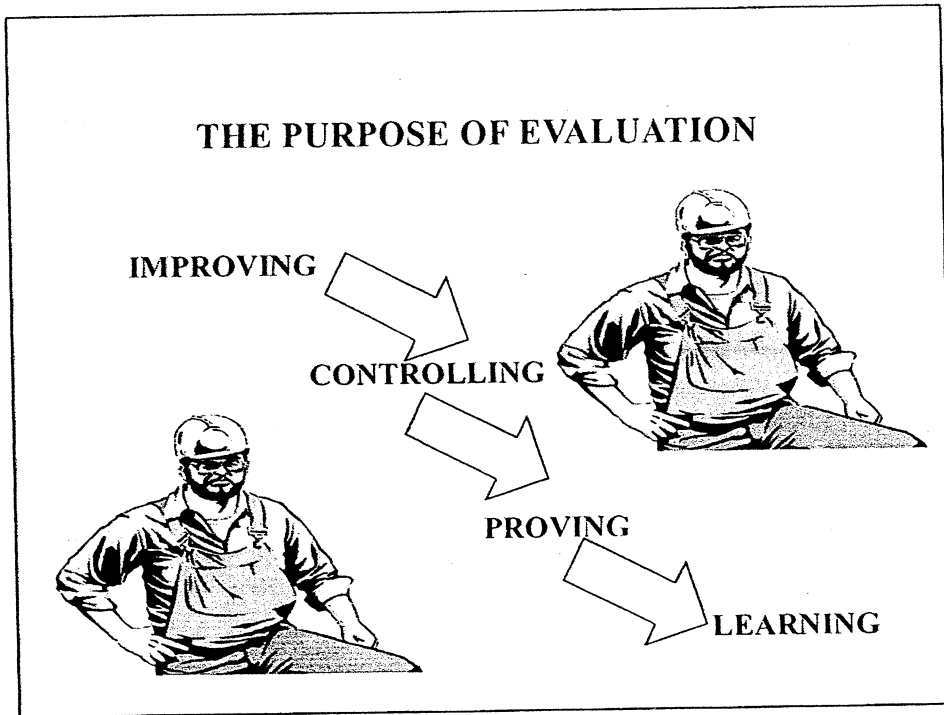 THE PURPOSE OF EVALUATION
IMPROVING
CONTROLLING
PROVING
LEARNING